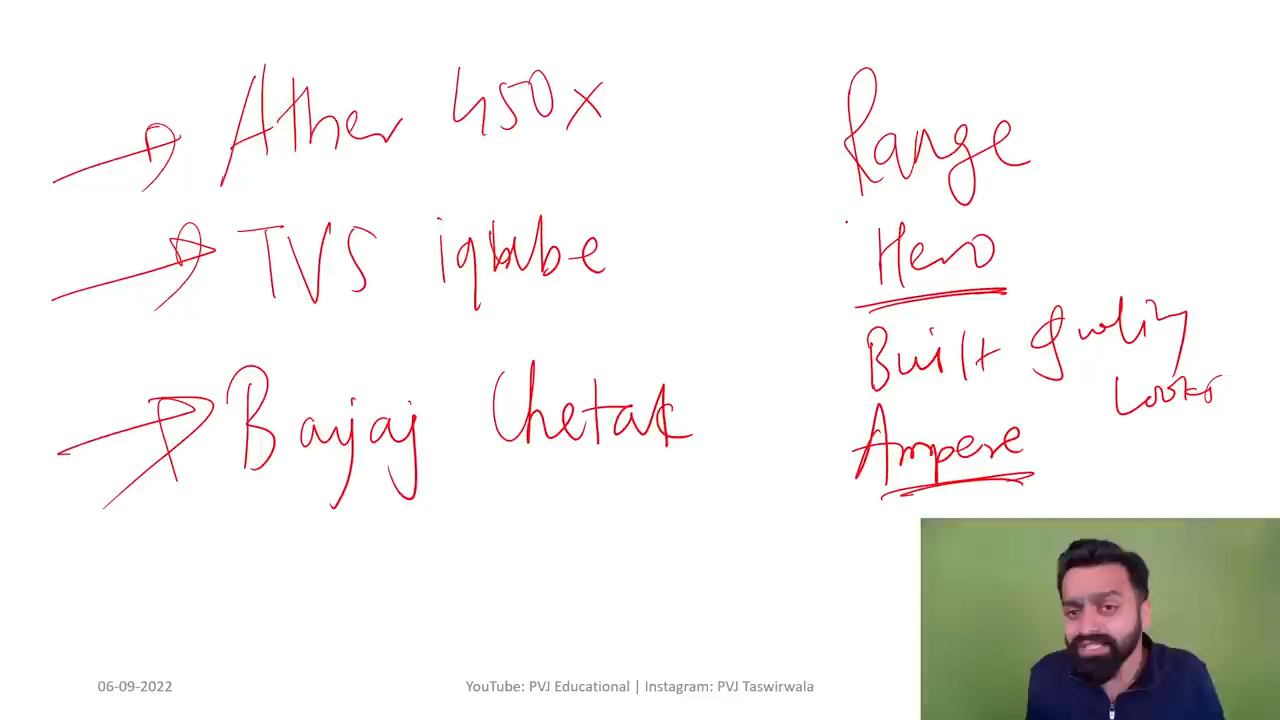 Ather 450x
TVS iqbube
Bajaj Chetak
Range
Hero
Built Quality
Looks
Ampere
06-09-2022
YouTube: PVJ Educational | Instagram: PVJ Taswirwala